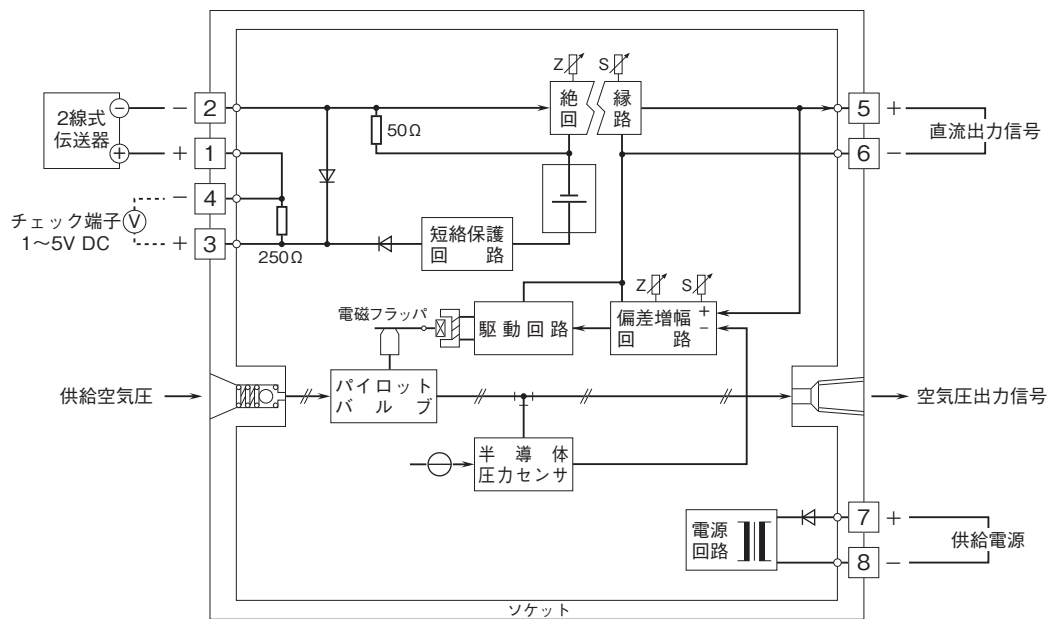 Z S
絶 縁
回 路
2線式
伝送器
− +
− 2
+ 1
− 4
+ 3
チェック端子
1〜5V DC
V
50Ω
250Ω
短絡保護
回 路
5 +
6 −
直流出力信号
Z S
電磁フラッパ
駆動回路
偏差増幅
回 路
+
−
供給空気圧
パイロット
バルブ
空気圧出力信号
半 導 体
圧力センサ
電源
回路
7 +
8 −
供給電源
ソケット